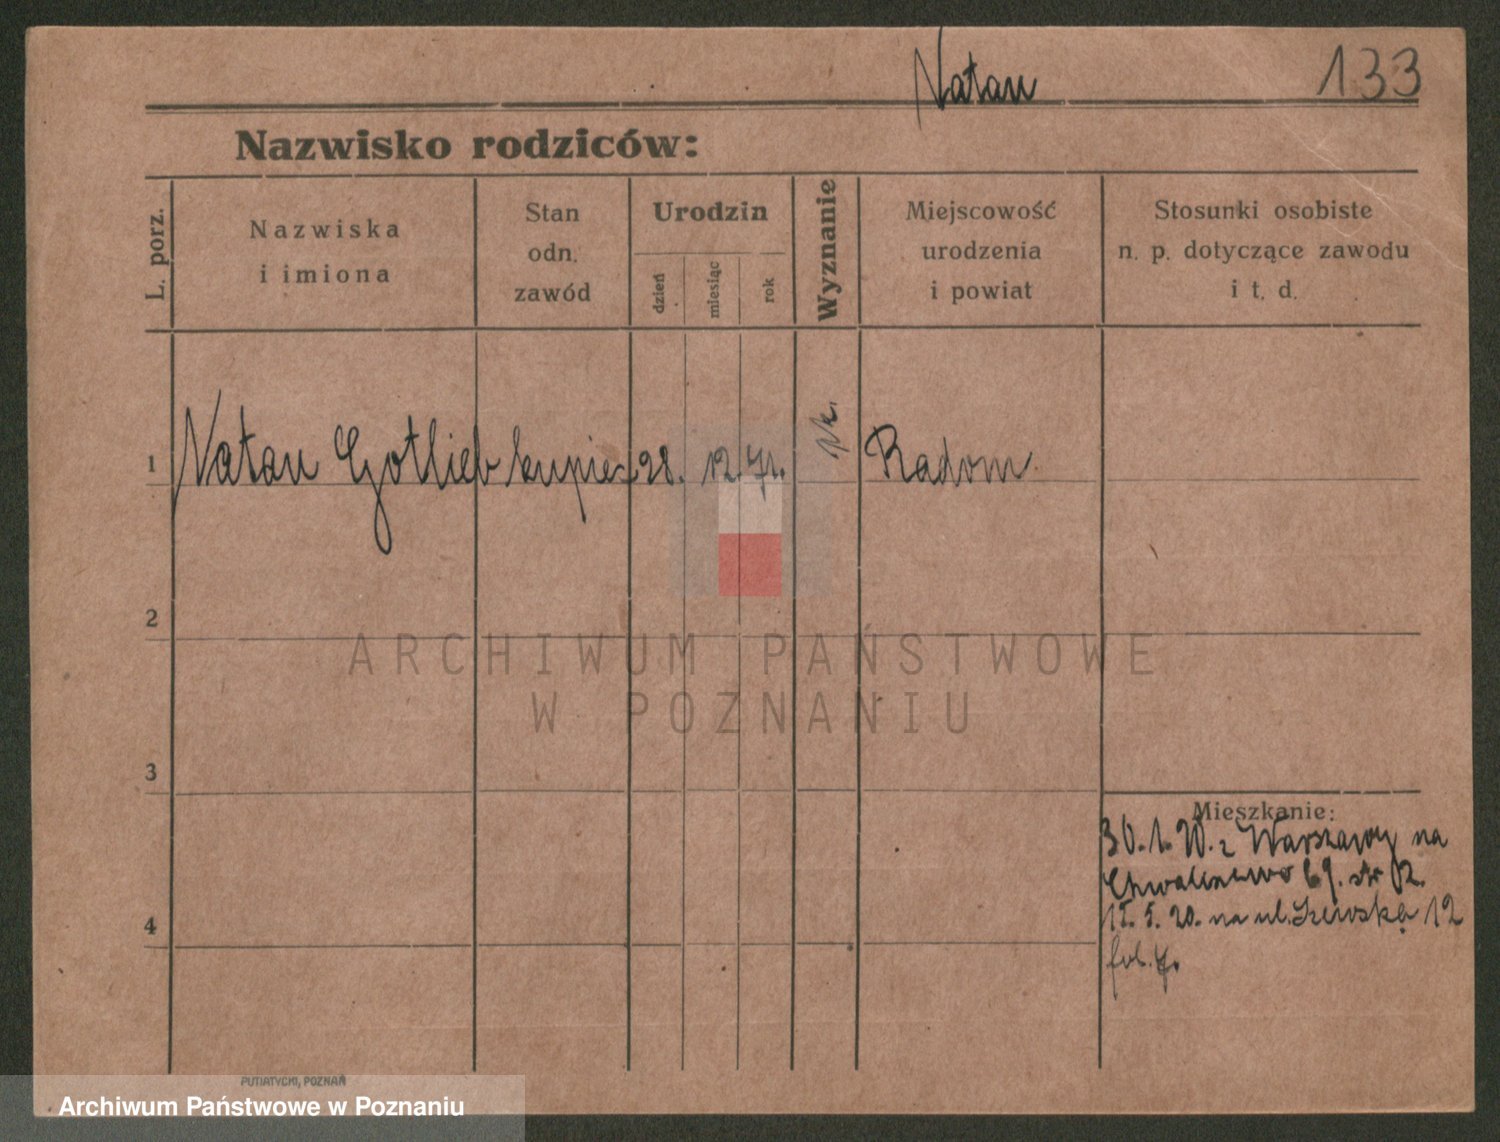 Natan 133
Nazwisko rodziców:
L. porz.
Nazwiska
i imiona
Stan
odn.
zawód
Urodzin
dzień
miesiąc
rok
Wyznanie
Miejscowość
urodzenia
i powiat
Stosunki osobiste
n. p. dotyczące zawodu
i t. d.
1 Natan Gotlieb kupiec 28. 12. 71. Radom
2
ARCHIWUM PAŃSTWOWE
W POZNANIU
3
Mieszkanie:
30. 1. 20. z Warszawy na
Chwaliszewo 69. str
4
15. 5. 20. na ul. Szewską 12
PUTIATYCKI, POZNAŃ
Archiwum Państwowe w Poznaniu